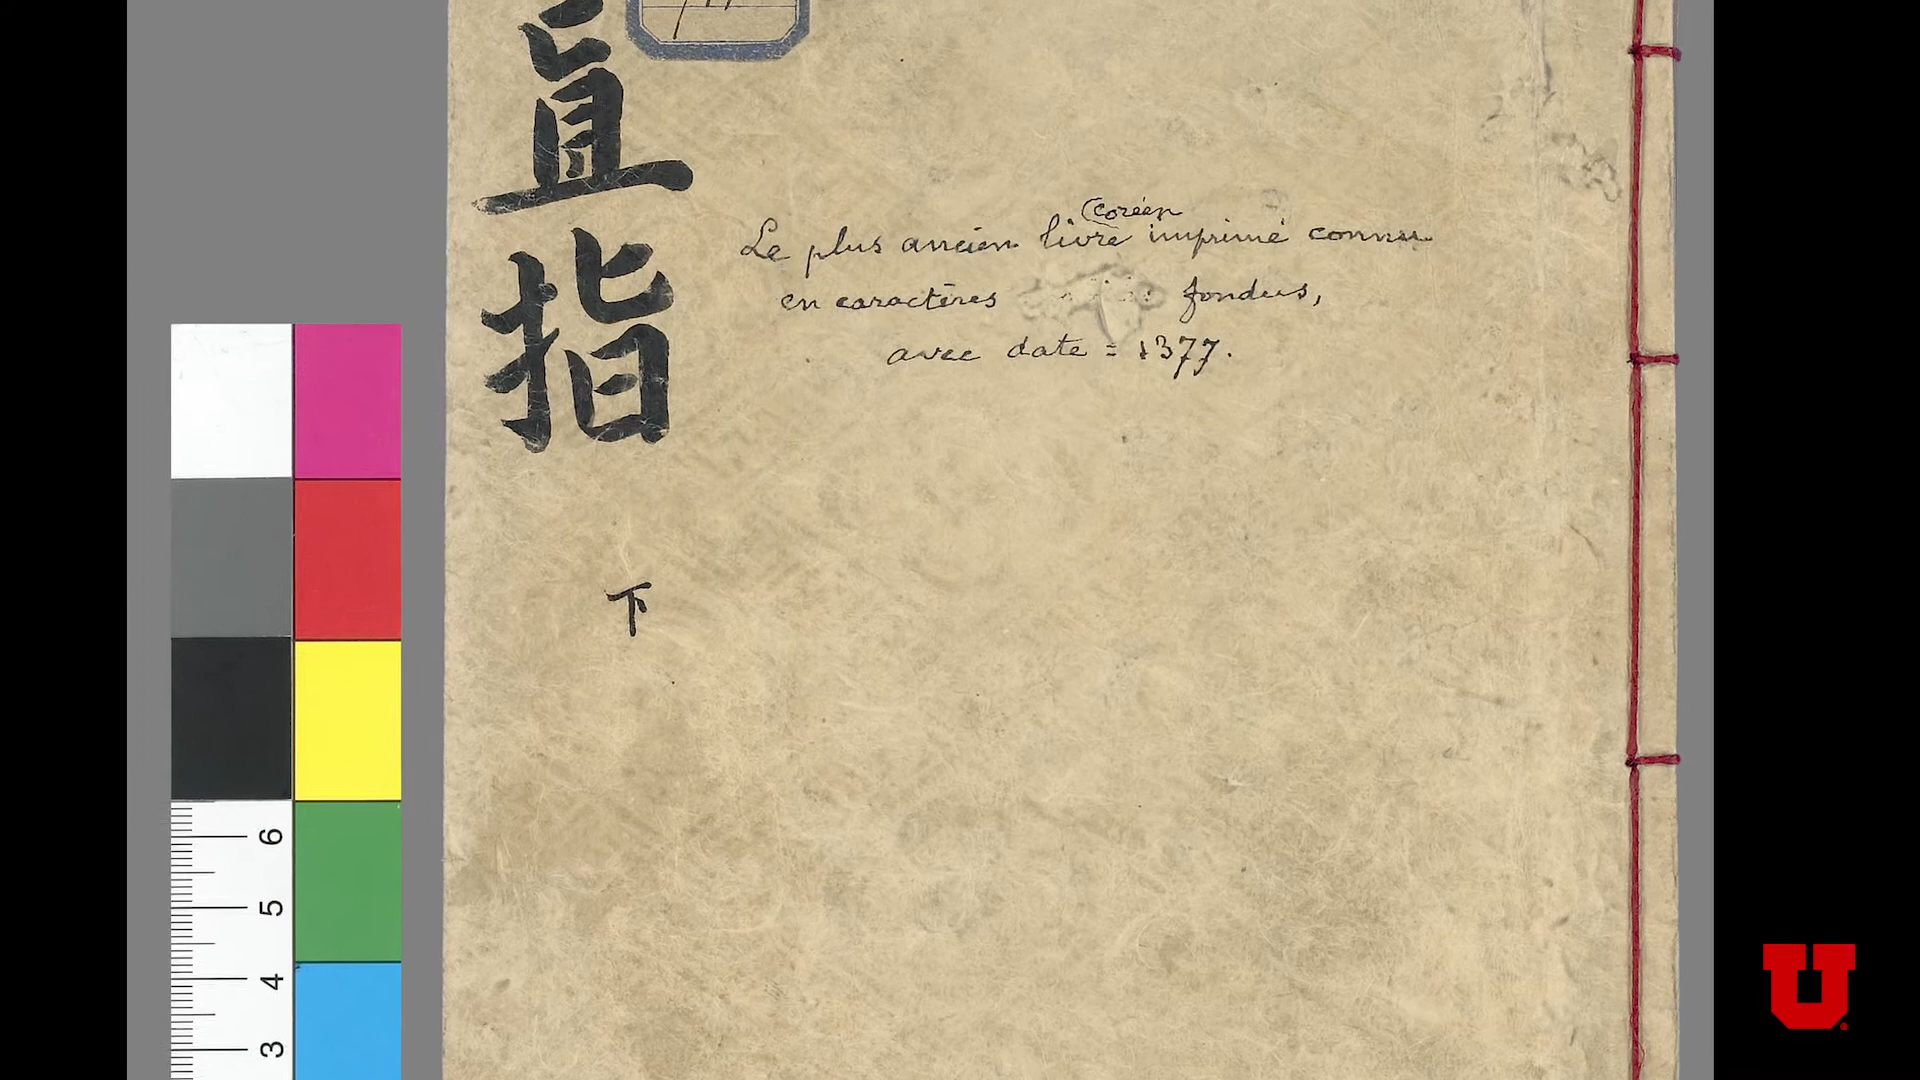 直
指
下
coréen
Le plus ancien livre imprimé connu
en caractères fondus,
avec date = 1377.
6
5
4
3
U